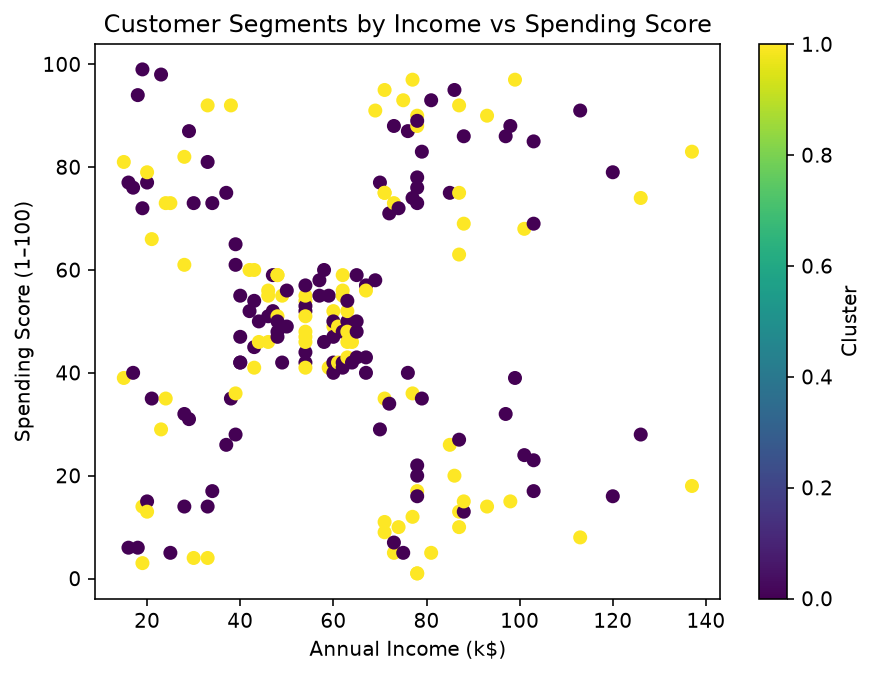 Customer Segments by Income vs Spending Score
100
80
60
40
20
0
Spending Score (1–100)
20 40 60 80 100 120 140
Annual Income (k$)
1.0
0.8
0.6
0.4
0.2
0.0
Cluster